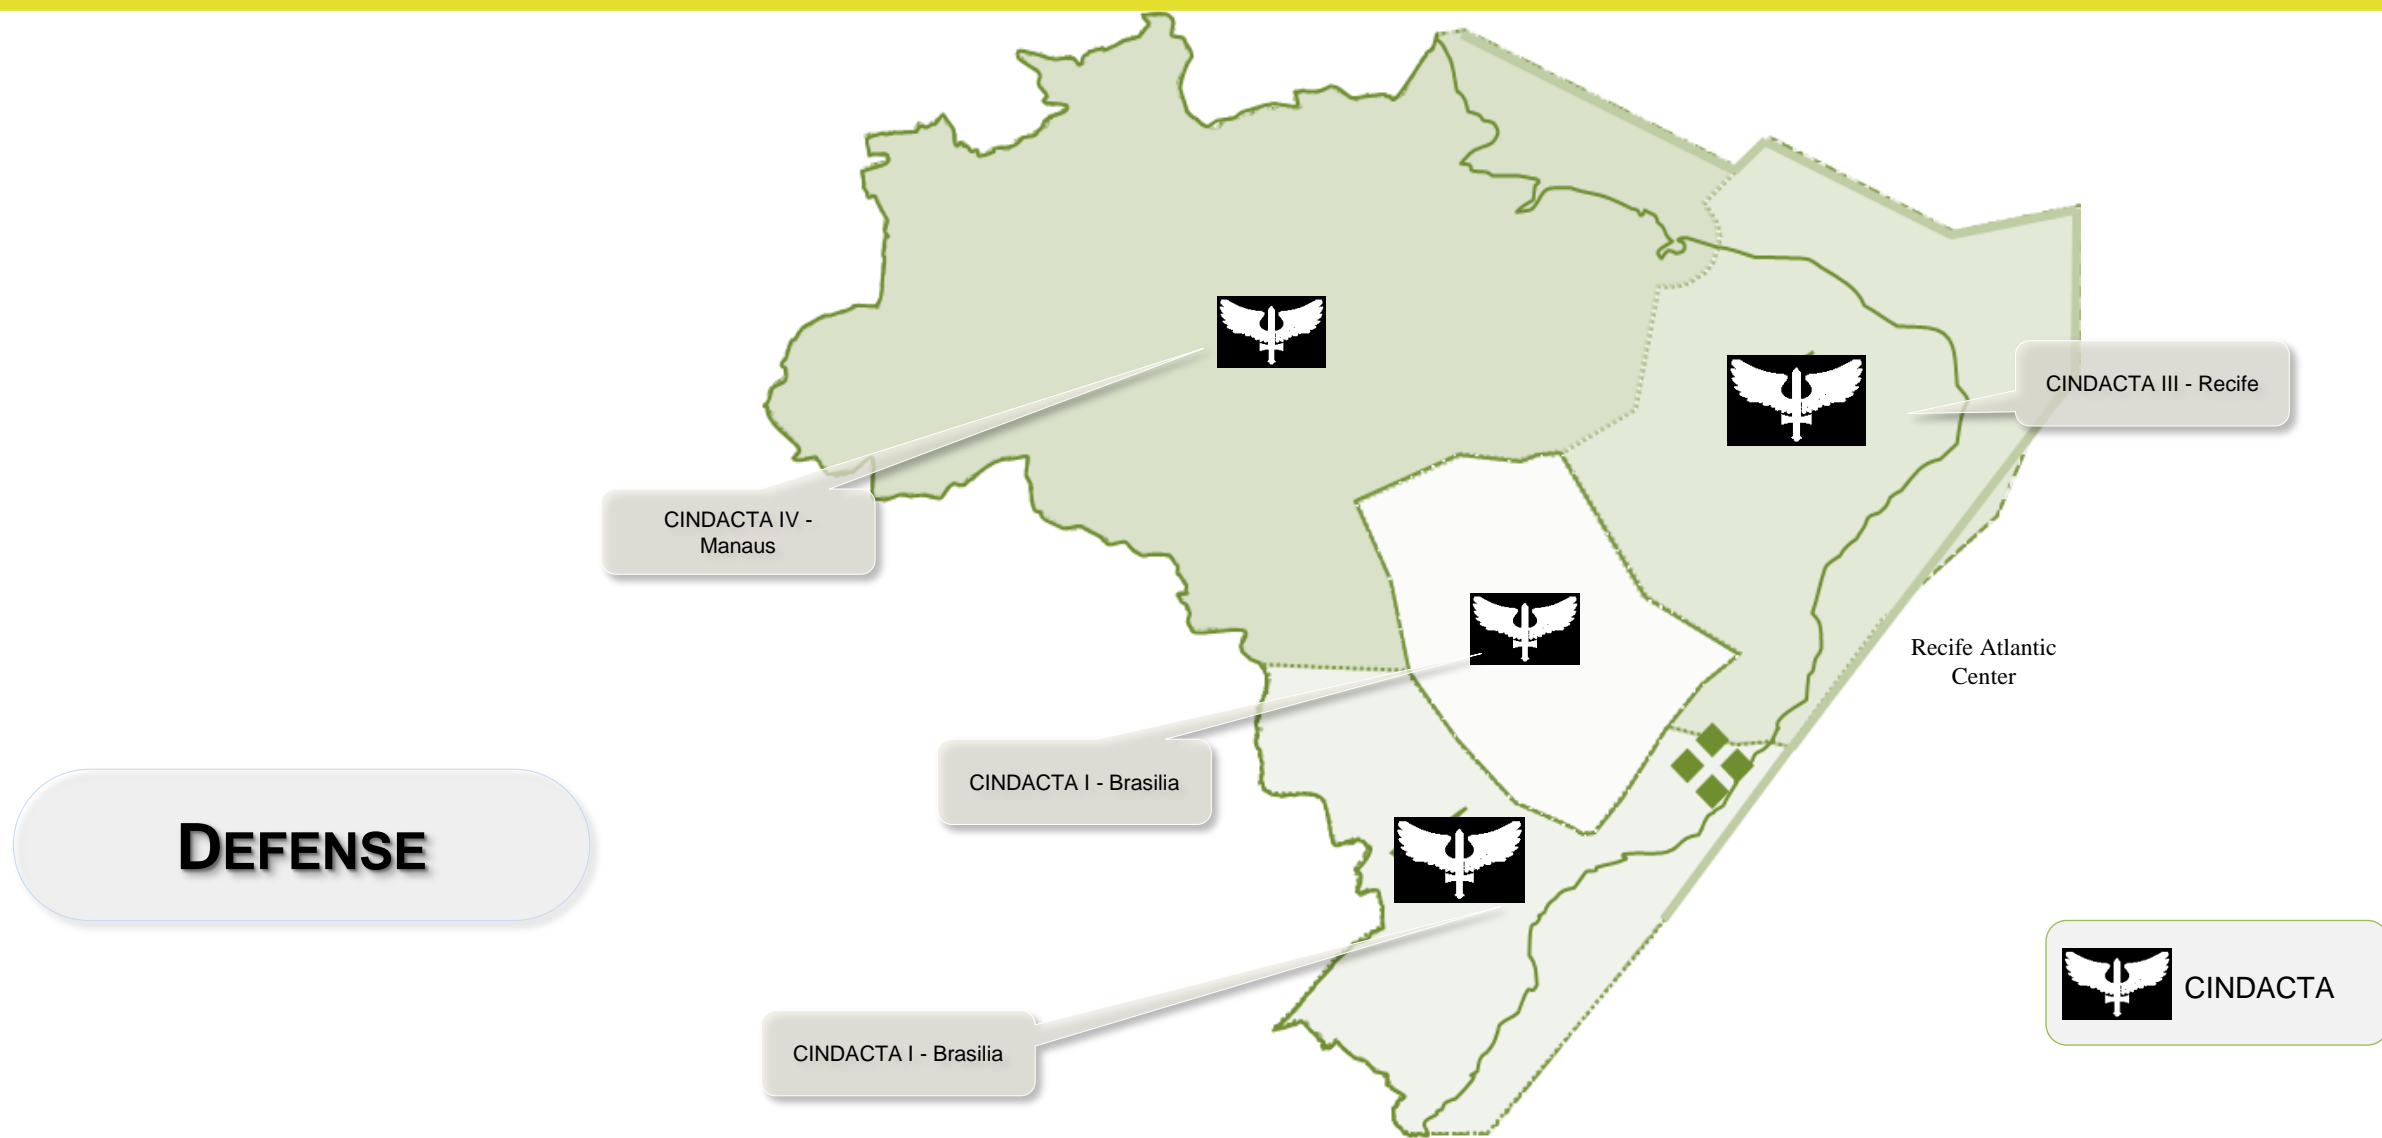 CINDACTA III - Recife
CINDACTA IV -
Manaus
Recife Atlantic
Center
CINDACTA I - Brasilia
DEFENSE
CINDACTA
CINDACTA I - Brasilia